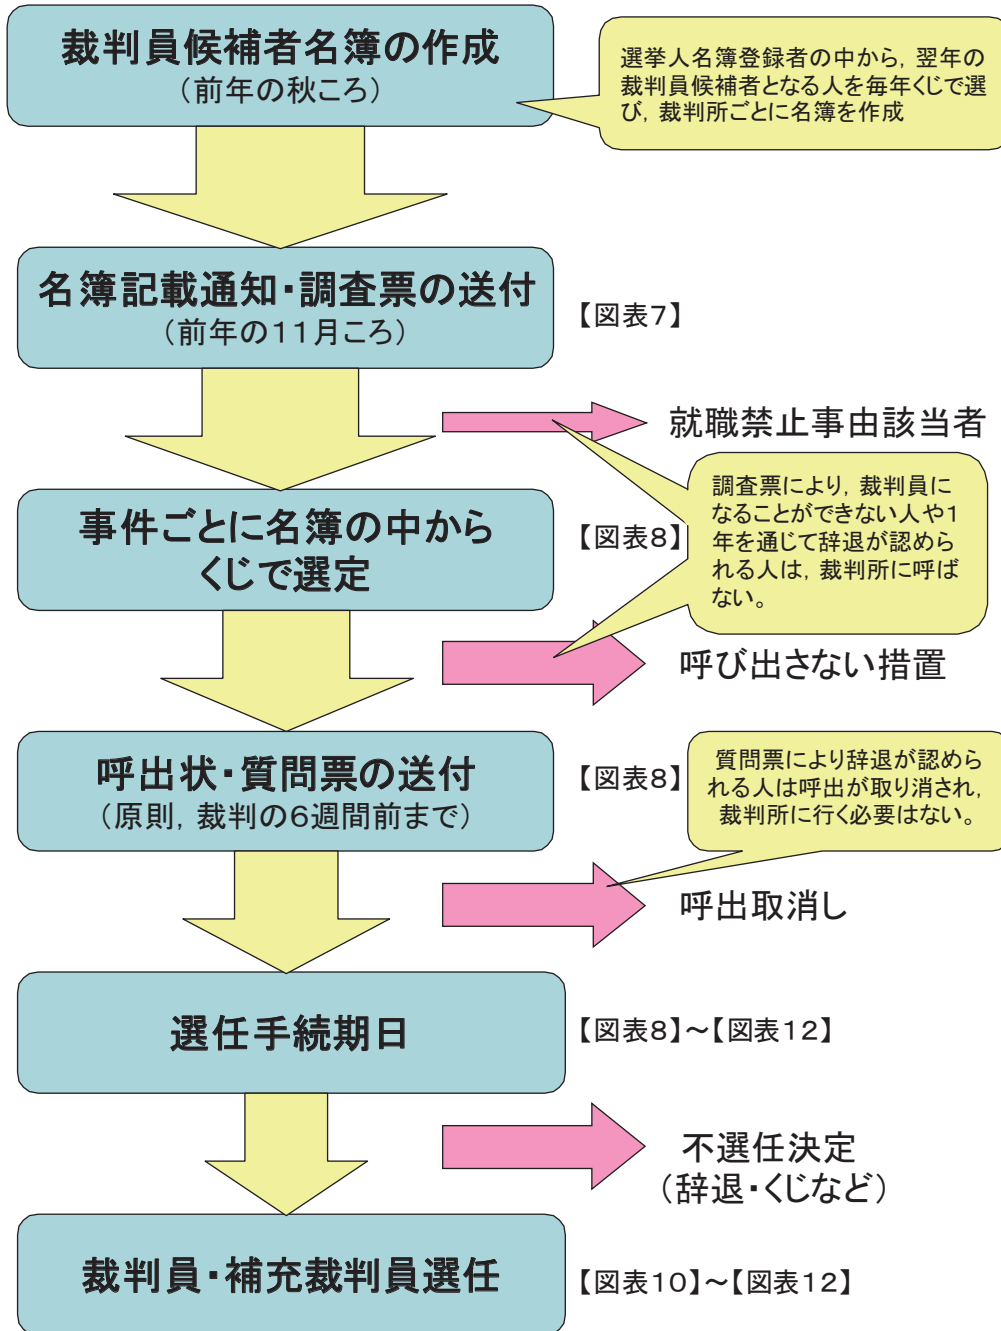 裁判員候補者名簿の作成
（前年の秋ころ）
選挙人名簿登録者の中から，翌年の
裁判員候補者となる人を毎年くじで選
び，裁判所ごとに名簿を作成
名簿記載通知・調査票の送付
（前年の１１月ころ）
【図表７】
就職禁止事由該当者
調査票により，裁判員に
なることができない人や１
年を通じて辞退が認めら
れる人は，裁判所に呼ば
ない。
事件ごとに名簿の中から
くじで選定
【図表８】
呼び出さない措置
呼出状・質問票の送付
（原則，裁判の６週間前まで）
【図表８】
質問票により辞退が認めら
れる人は呼出が取り消され，
裁判所に行く必要はない。
呼出取消し
選任手続期日
【図表８】～【図表１２】
不選任決定
（辞退・くじなど）
裁判員・補充裁判員選任
【図表１０】～【図表１２】